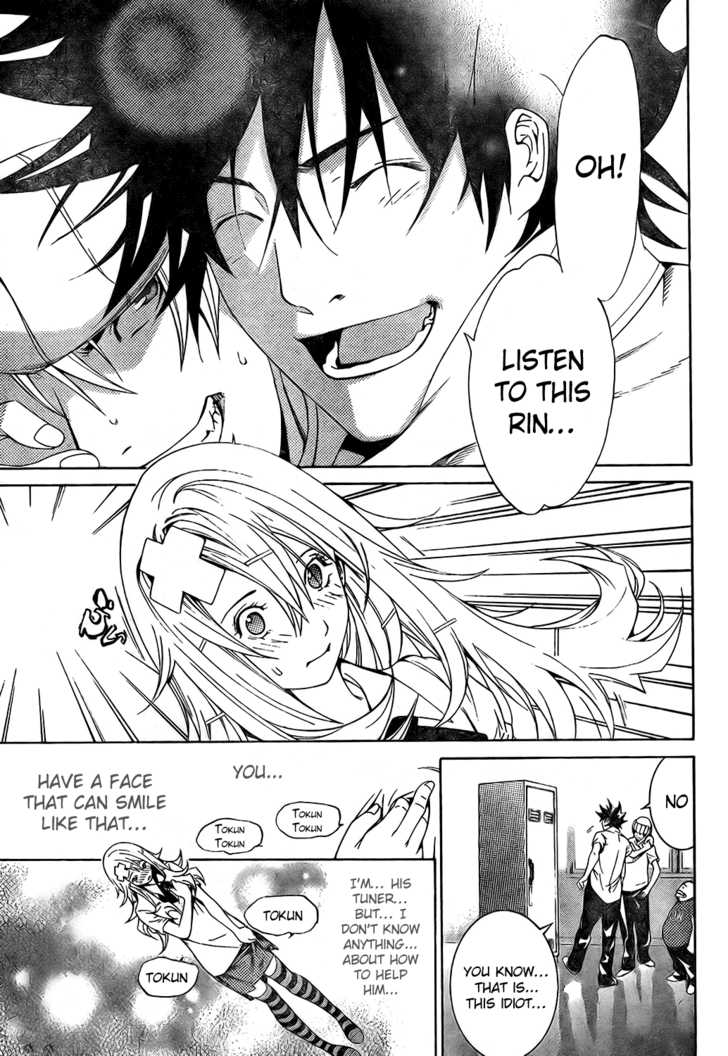 OH!
LISTEN
TO THIS
RIN...
NO
YOU KNOW...
THAT IS...
THIS IDIOT...
YOU...
HAVE A FACE
THAT CAN SMILE
LIKE THAT...
TOKUN
TOKUN
TOKUN
TOKUN
I'M... HIS
TUNER...
BUT... I
DON'T KNOW
ANYTHING...
ABOUT HOW
TO HELP
HIM...
TOKUN
TOKUN